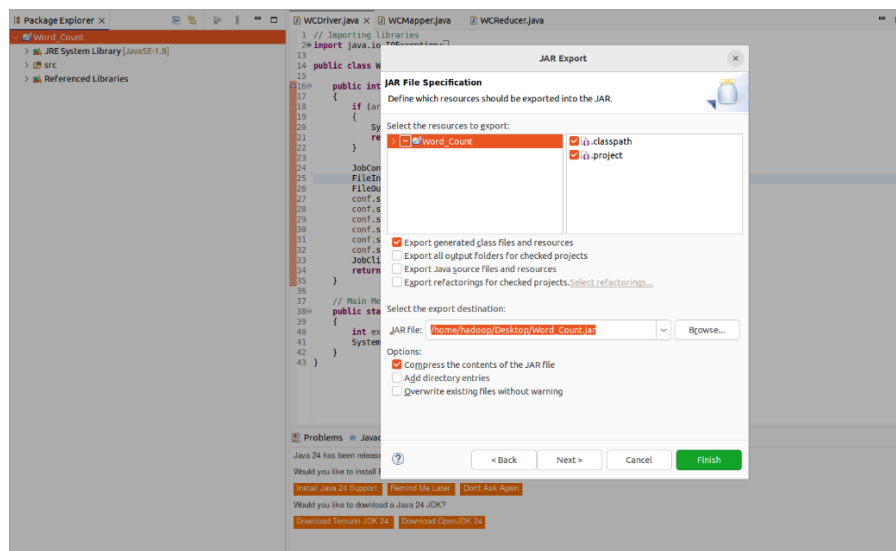 Package Explorer ×
Word_Count
JRE System Library [JavaSE-1.8]
src
Referenced Libraries
WCDriver.java × WCMapper.java WCReducer.java
1 // Importing libraries
2 import java.io.IOException;
13
14 public class W
15
16 public int
17 {
18 if (ar
19 {
20 Sy
21 re
22 }
23
24 JobCon
25 FileIn
26 FileOu
27 conf.s
28 conf.s
29 conf.s
30 conf.s
31 conf.s
32 conf.s
33 JobCli
34 return
35 }
36
37 // Main Me
38 public sta
39 {
40 int ex
41 System
42 }
43 }
JAR Export
JAR File Specification
Define which resources should be exported into the JAR.
Select the resources to export:
Word_Count
.classpath
.project
Export generated class files and resources
Export all output folders for checked projects
Export Java source files and resources
Export refactorings for checked projects. Select refactorings...
Select the export destination:
JAR file: /home/hadoop/Desktop/Word_Count.jar Browse...
Options:
Compress the contents of the JAR file
Add directory entries
Overwrite existing files without warning
< Back Next > Cancel Finish
Problems Javac
Java 24 has been release
Would you like to install E
Install Java 24 Support Remind Me Later Don't Ask Again
Would you like to download a Java 24 JDK?
Download Temurin JDK 24 Download OpenJDK 24